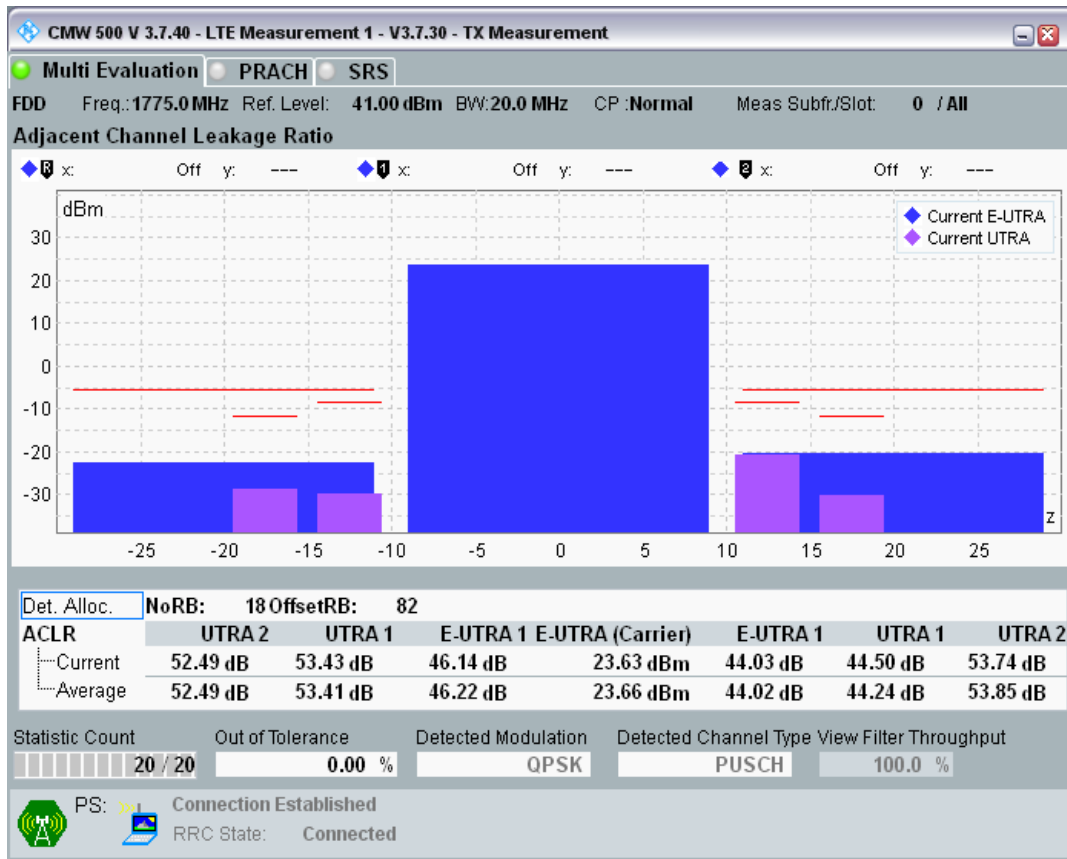 CMW 500 V 3.7.40 - LTE Measurement 1 - V3.7.30 - TX Measurement
Multi Evaluation PRACH SRS
FDD Freq.: 1775.0 MHz Ref. Level: 41.00 dBm BW: 20.0 MHz CP : Normal Meas Subfr./Slot: 0 / All
Adjacent Channel Leakage Ratio
R x: Off y: --- 1 x: Off y: --- 2 x: Off y: ---
dBm
Current E-UTRA
Current UTRA
30
20
10
0
-10
-20
-30
z
-25 -20 -15 -10 -5 0 5 10 15 20 25
Det. Alloc. NoRB: 18 OffsetRB: 82
ACLR UTRA 2 UTRA 1 E-UTRA 1 E-UTRA (Carrier) E-UTRA 1 UTRA 1 UTRA 2
Current 52.49 dB 53.43 dB 46.14 dB 23.63 dBm 44.03 dB 44.50 dB 53.74 dB
Average 52.49 dB 53.41 dB 46.22 dB 23.66 dBm 44.02 dB 44.24 dB 53.85 dB
Statistic Count Out of Tolerance Detected Modulation Detected Channel Type View Filter Throughput
20 / 20 0.00 % QPSK PUSCH 100.0 %
PS: Connection Established
RRC State: Connected